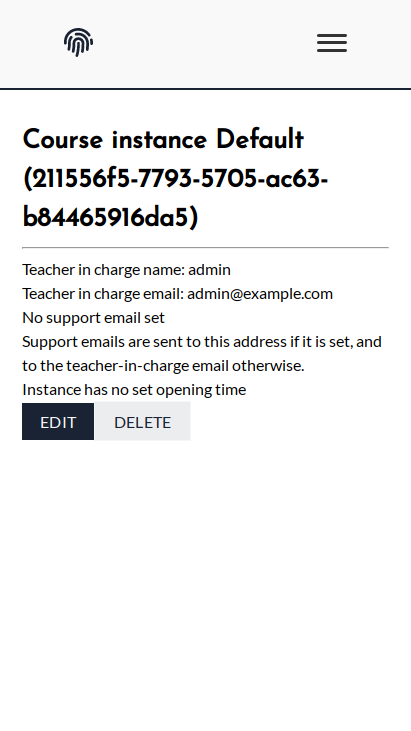 Course instance Default
(211556f5-7793-5705-ac63-
b84465916da5)
Teacher in charge name: admin
Teacher in charge email: admin@example.com
No support email set
Support emails are sent to this address if it is set, and
to the teacher-in-charge email otherwise.
Instance has no set opening time
EDIT DELETE